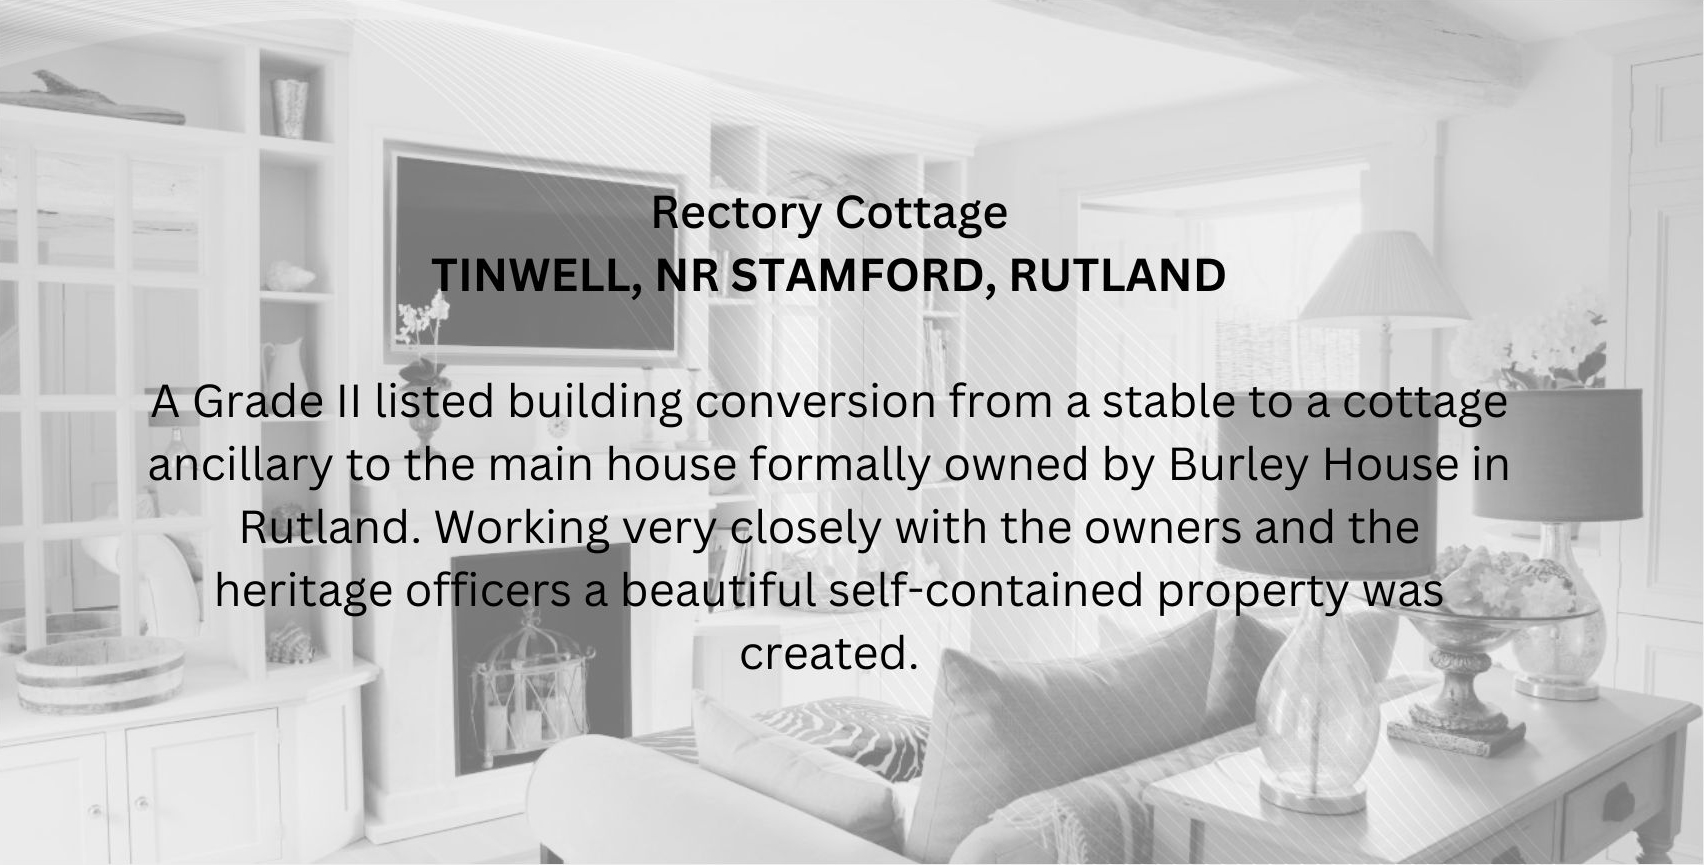 Rectory Cottage
TINWELL, NR STAMFORD, RUTLAND
A Grade II listed building conversion from a stable to a cottage
ancillary to the main house formally owned by Burley House in
Rutland. Working very closely with the owners and the
heritage officers a beautiful self-contained property was
created.